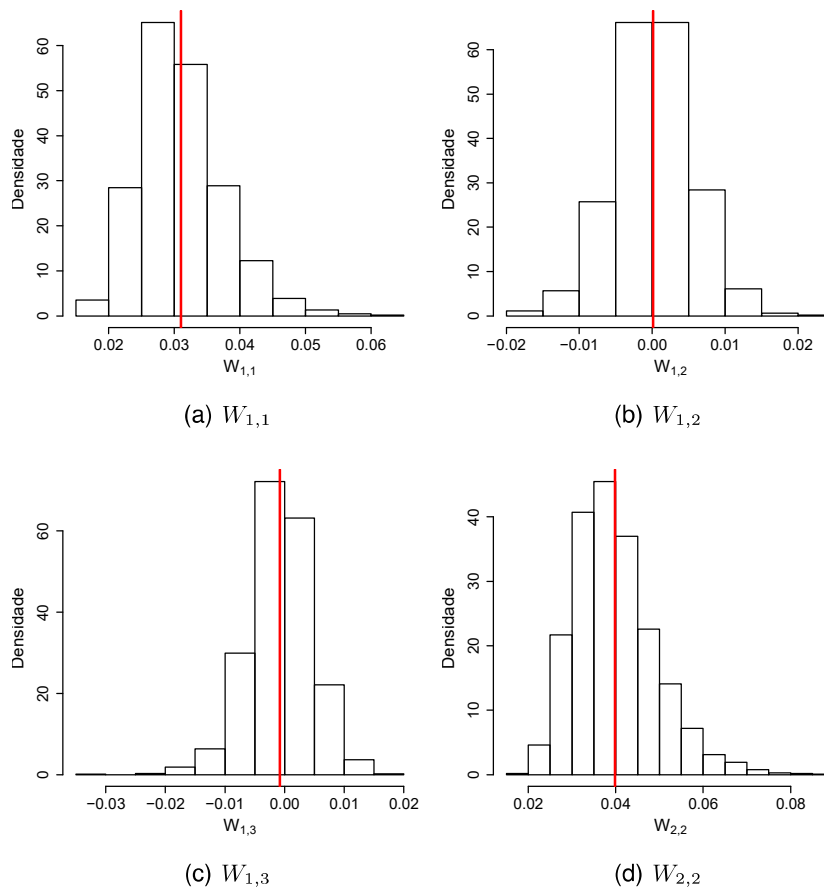 Densidade
0 10 20 30 40 50 60
0.02 0.03 0.04 0.05 0.06
W1,1
(a) W1,1
Densidade
0 10 20 30 40 50 60
−0.02 −0.01 0.00 0.01 0.02
W1,2
(b) W1,2
Densidade
0 20 40 60
−0.03 −0.02 −0.01 0.00 0.01 0.02
W1,3
(c) W1,3
Densidade
0 10 20 30 40
0.02 0.04 0.06 0.08
W2,2
(d) W2,2